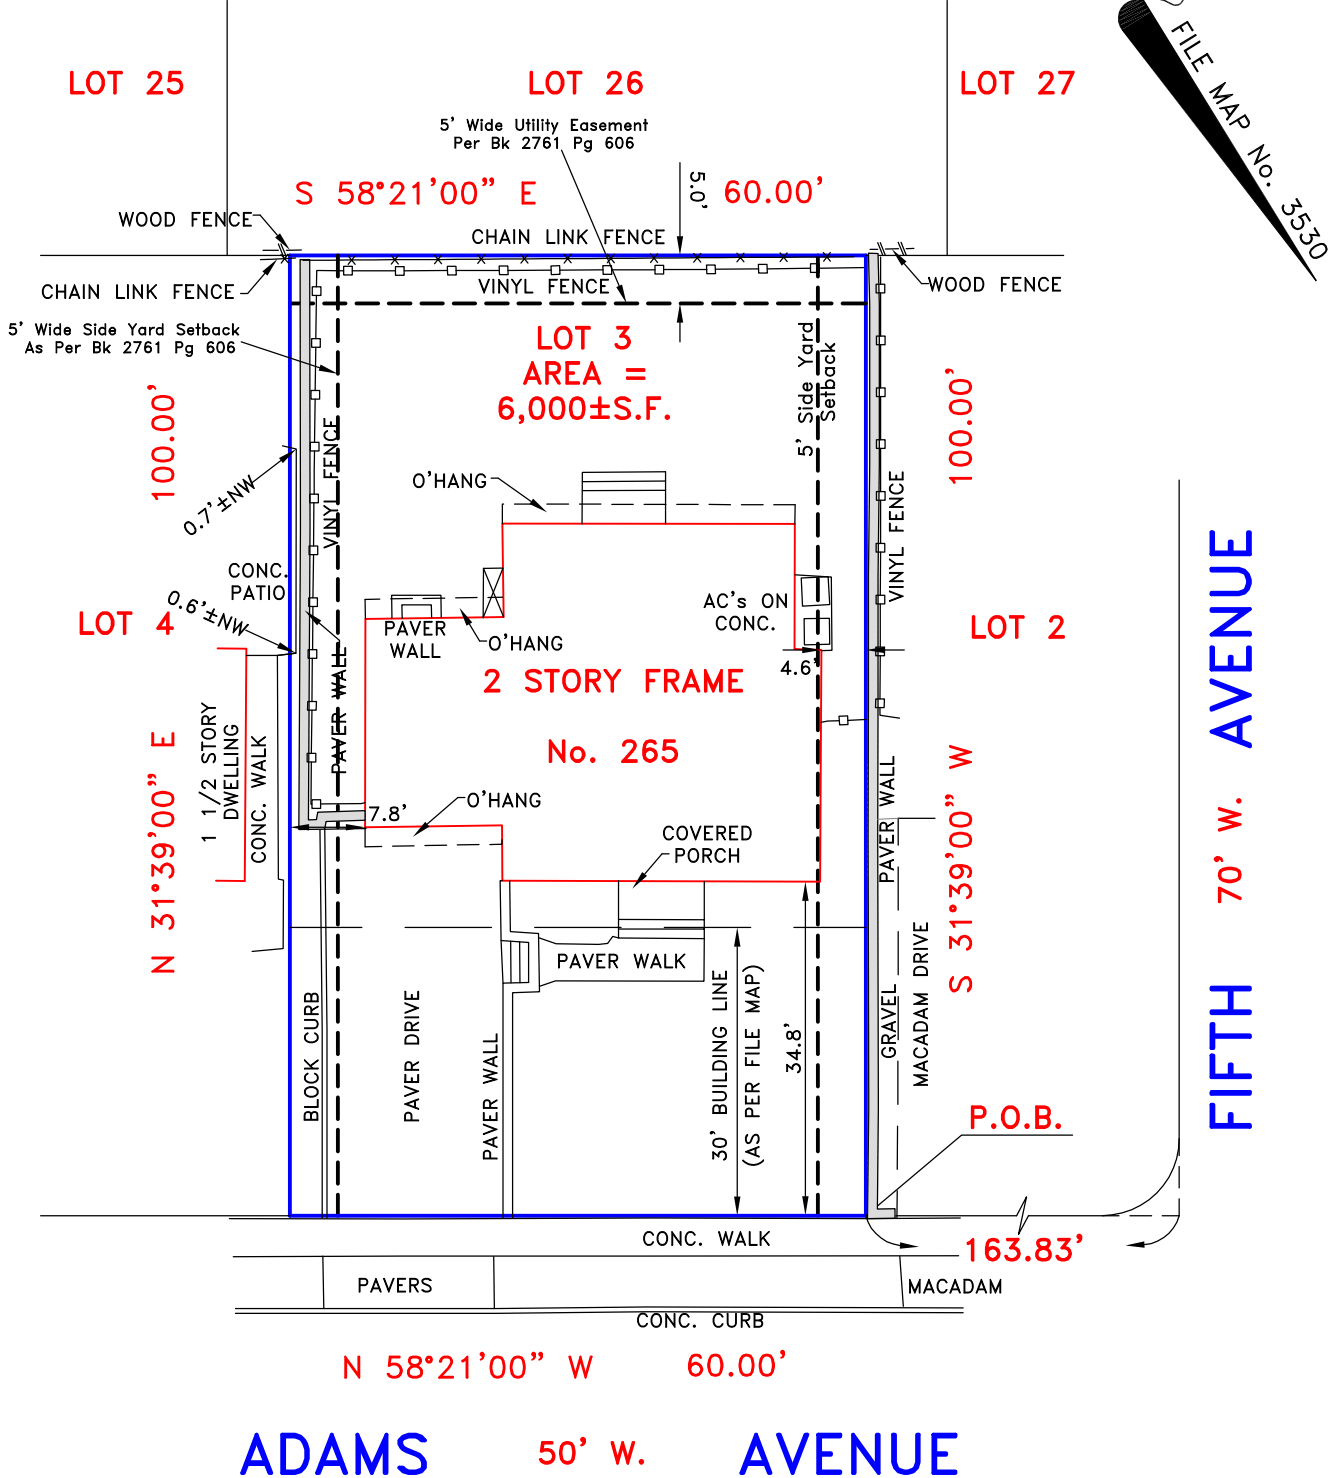 FILE MAP No. 3530
LOT 25
LOT 26
LOT 27
5' Wide Utility Easement
Per Bk 2761 Pg 606
S 58°21'00" E
5.0'
60.00'
WOOD FENCE
CHAIN LINK FENCE
CHAIN LINK FENCE
VINYL FENCE
WOOD FENCE
5' Wide Side Yard Setback
As Per Bk 2761 Pg 606
LOT 3
AREA =
6,000±S.F.
5' Side Yard
Setback
100.00'
100.00'
0.7'±NW
VINYL FENCE
O'HANG
VINYL FENCE
CONC.
PATIO
0.6'±NW
LOT 4
PAVER
WALL
O'HANG
AC's ON
CONC.
LOT 2
4.6'
2 STORY FRAME
No. 265
PAVER WALL
1 1/2 STORY
DWELLING
CONC. WALK
N 31°39'00" E
7.8'
O'HANG
COVERED
PORCH
PAVER WALL
S 31°39'00" W
FIFTH AVENUE
70' W.
PAVER WALK
BLOCK CURB
PAVER DRIVE
PAVER WALL
30' BUILDING LINE
(AS PER FILE MAP)
34.8'
GRAVEL
MACADAM DRIVE
P.O.B.
163.83'
CONC. WALK
PAVERS
MACADAM
CONC. CURB
N 58°21'00" W
60.00'
ADAMS 50' W. AVENUE